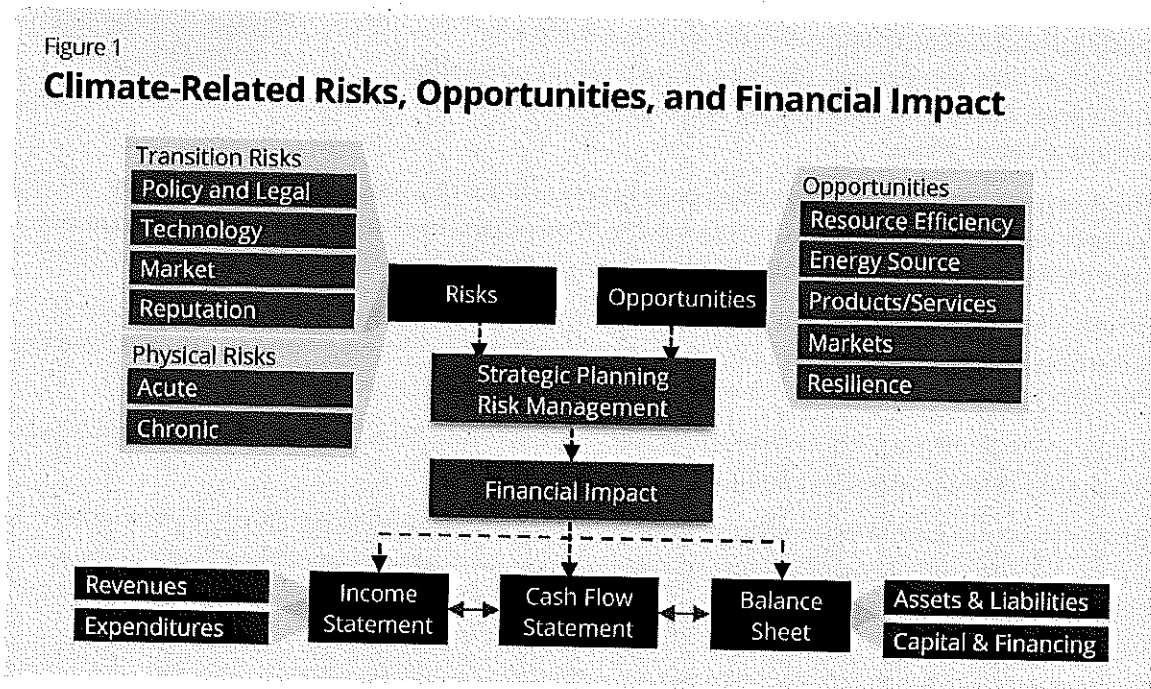 Figure 1
Climate-Related Risks, Opportunities, and Financial Impact
Transition Risks
Policy and Legal
Technology
Market
Reputation
Physical Risks
Acute
Chronic
Risks
Opportunities
Opportunities
Resource Efficiency
Energy Source
Products/Services
Markets
Resilience
Strategic Planning
Risk Management
Financial Impact
Revenues
Expenditures
Income
Statement
Cash Flow
Statement
Balance
Sheet
Assets & Liabilities
Capital & Financing